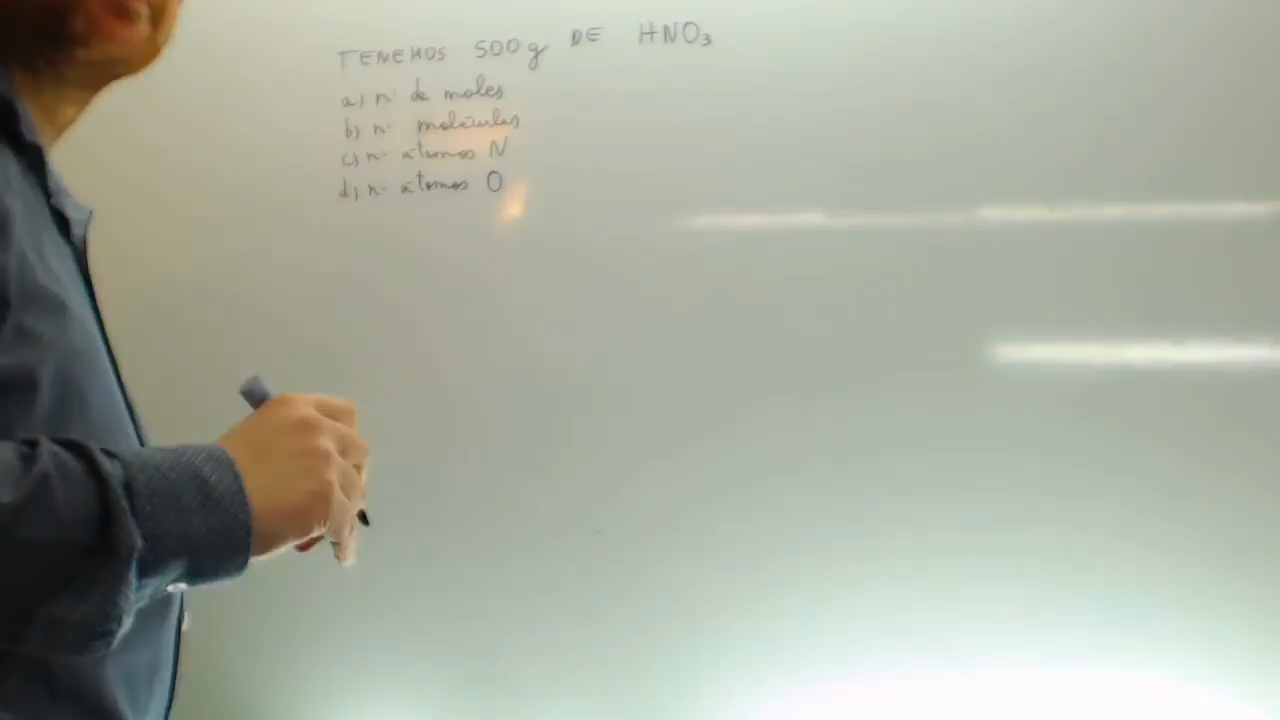 TENEMOS 500g DE HNO₃
a) nº de moles
b) nº moléculas
c) nº átomos N
d) nº átomos O